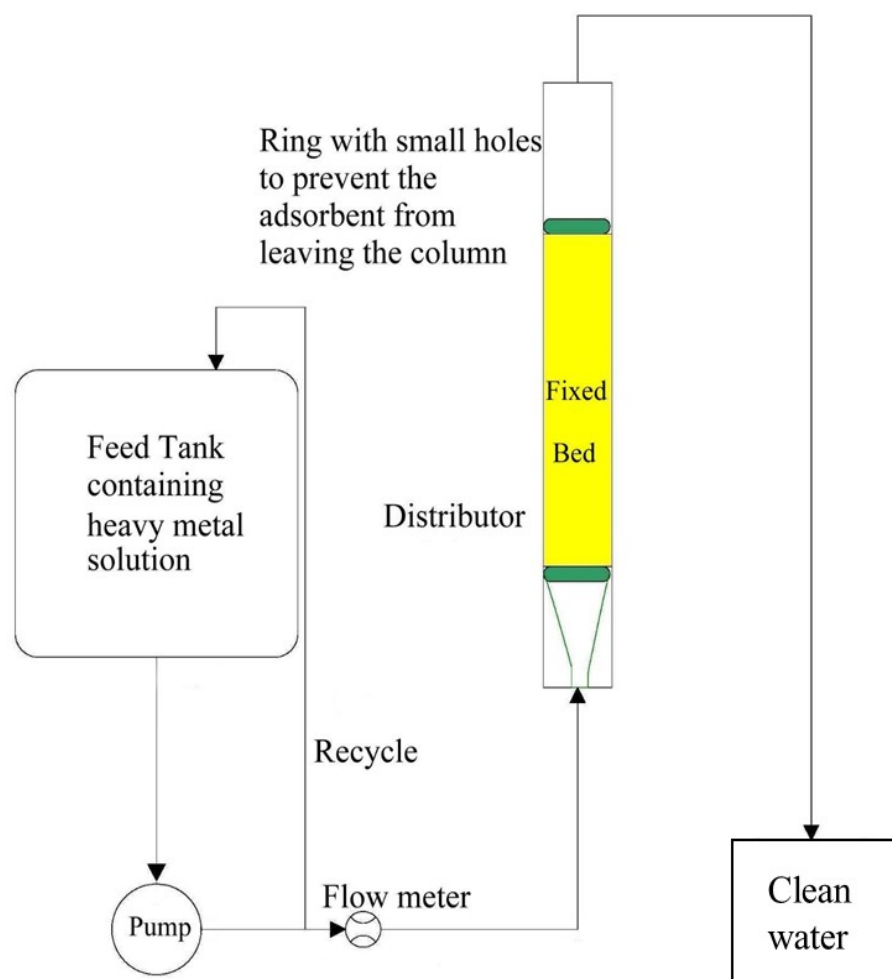 Ring with small holes
to prevent the
adsorbent from
leaving the column
Fixed
Bed
Feed Tank
containing
heavy metal
solution
Distributor
Recycle
Flow meter
Pump
Clean
water